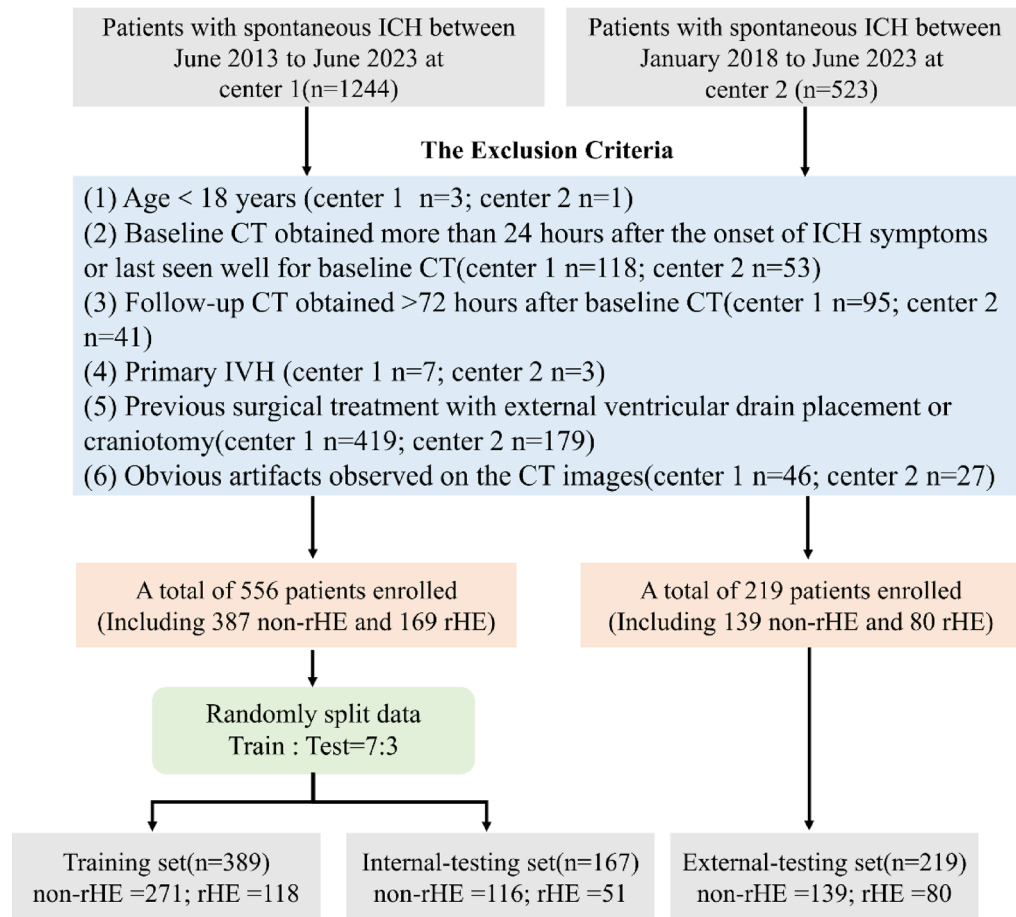 Patients with spontaneous ICH between
June 2013 to June 2023 at
center 1(n=1244)
Patients with spontaneous ICH between
January 2018 to June 2023 at
center 2 (n=523)
The Exclusion Criteria
(1) Age < 18 years (center 1 n=3; center 2 n=1)
(2) Baseline CT obtained more than 24 hours after the onset of ICH symptoms
or last seen well for baseline CT(center 1 n=118; center 2 n=53)
(3) Follow-up CT obtained >72 hours after baseline CT(center 1 n=95; center 2
n=41)
(4) Primary IVH (center 1 n=7; center 2 n=3)
(5) Previous surgical treatment with external ventricular drain placement or
craniotomy(center 1 n=419; center 2 n=179)
(6) Obvious artifacts observed on the CT images(center 1 n=46; center 2 n=27)
A total of 556 patients enrolled
(Including 387 non-rHE and 169 rHE)
A total of 219 patients enrolled
(Including 139 non-rHE and 80 rHE)
Randomly split data
Train : Test=7:3
Training set(n=389)
non-rHE =271; rHE=118
Internal-testing set(n=167)
non-rHE =116; rHE=51
External-testing set(n=219)
non-rHE =139; rHE =80